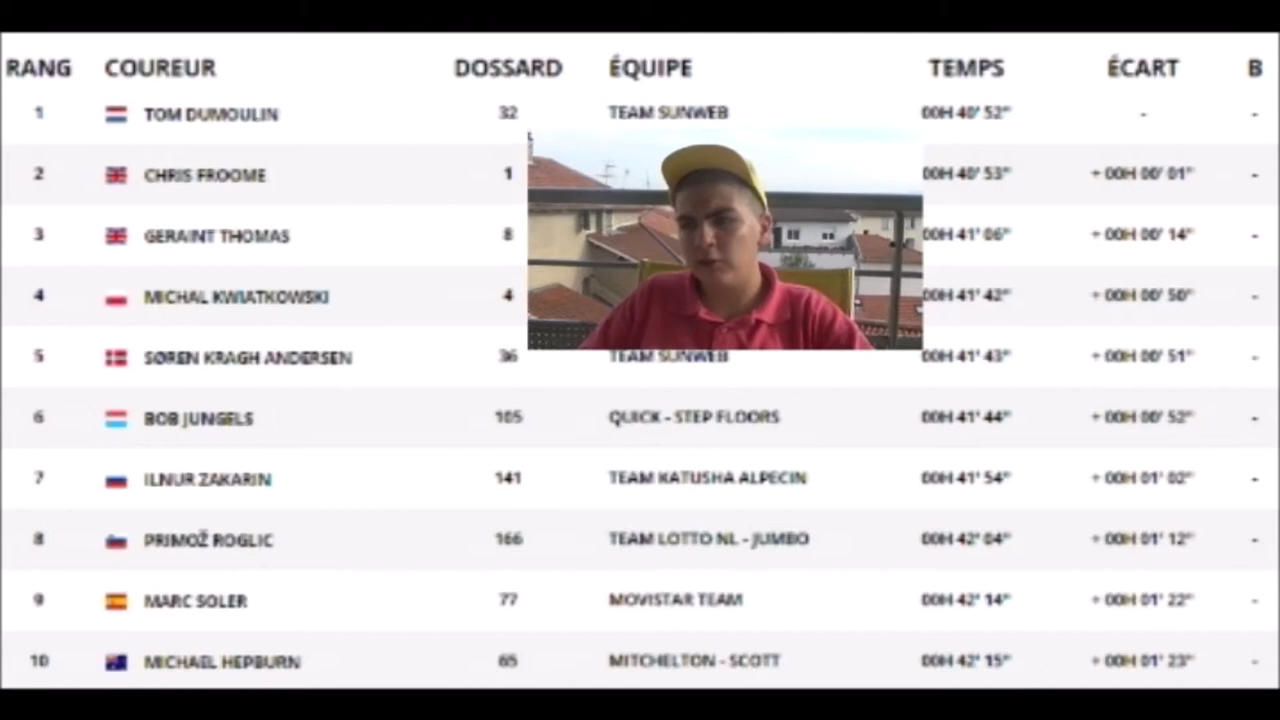 RANG COUREUR DOSSARD ÉQUIPE TEMPS ÉCART B
1 TOM DUMOULIN 32 TEAM SUNWEB 00H 40' 52" - -
2 CHRIS FROOME 1 00H 40' 53" + 00H 00' 01" -
3 GERAINT THOMAS 8 00H 41' 06" + 00H 00' 14" -
4 MICHAL KWIATKOWSKI 4 00H 41' 42" + 00H 00' 50" -
5 SØREN KRAGH ANDERSEN 36 TEAM SUNWEB 00H 41' 43" + 00H 00' 51" -
6 BOB JUNGELS 105 QUICK - STEP FLOORS 00H 41' 44" + 00H 00' 52" -
7 ILNUR ZAKARIN 141 TEAM KATUSHA ALPECIN 00H 41' 54" + 00H 01' 02" -
8 PRIMOŽ ROGLIC 166 TEAM LOTTO NL - JUMBO 00H 42' 04" + 00H 01' 12" -
9 MARC SOLER 77 MOVISTAR TEAM 00H 42' 14" + 00H 01' 22" -
10 MICHAEL HEPBURN 65 MITCHELTON - SCOTT 00H 42' 15" + 00H 01' 23" -